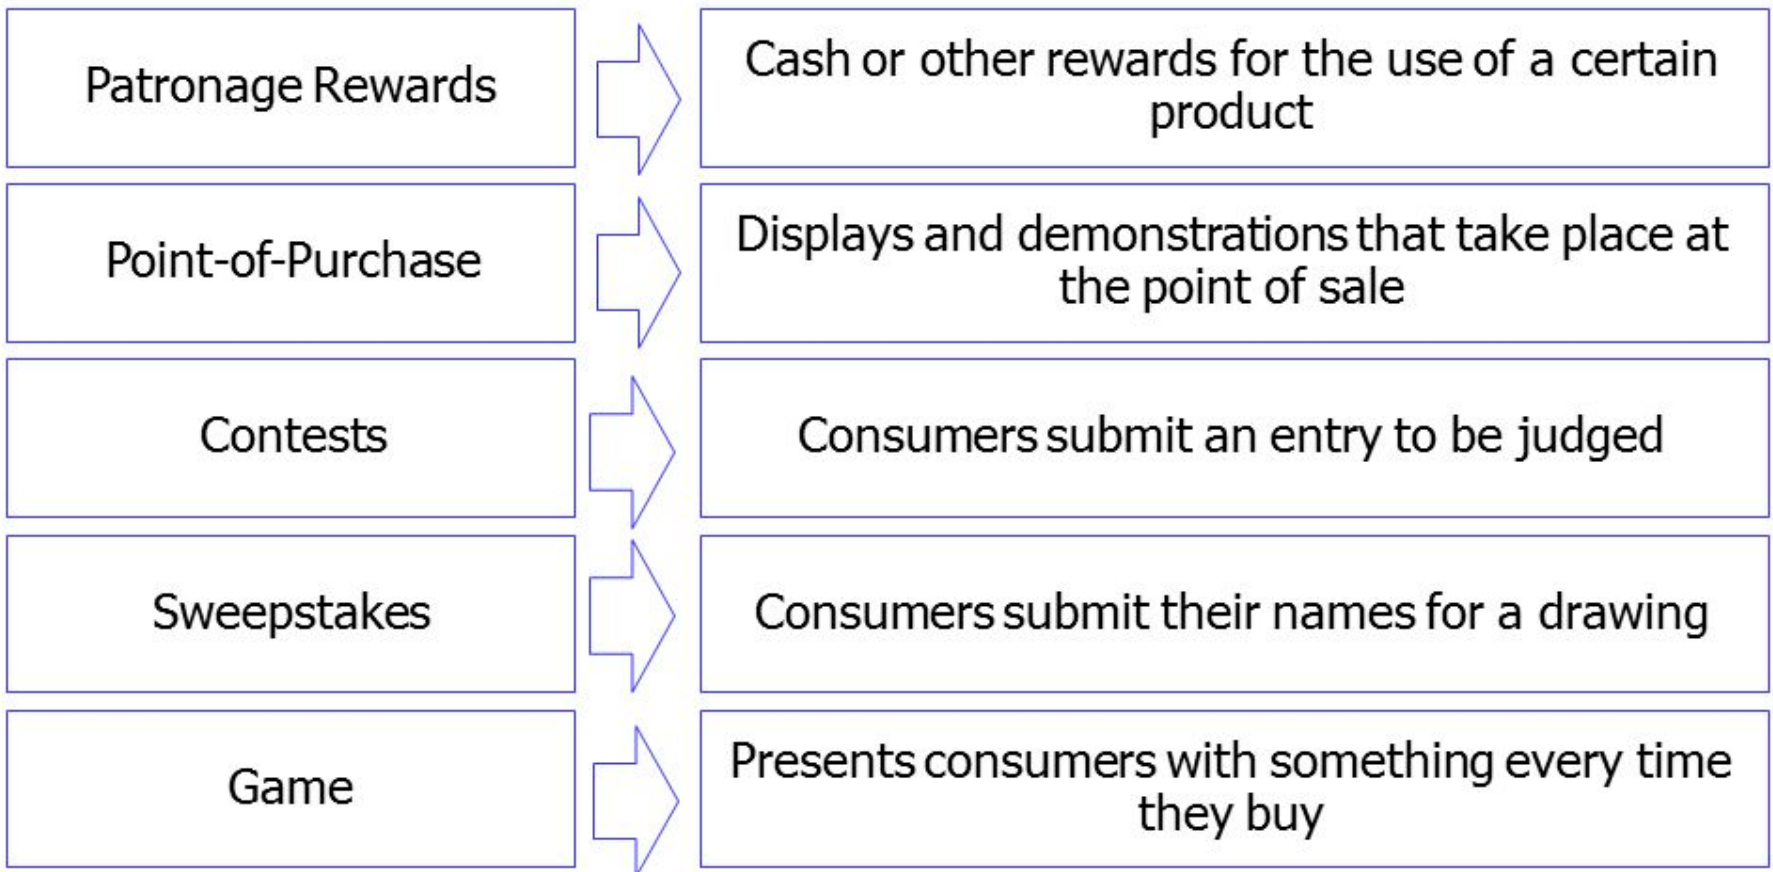 Patronage Rewards
Cash or other rewards for the use of a certain
product
Point-of-Purchase
Displays and demonstrations that take place at
the point of sale
Contests
Consumers submit an entry to be judged
Sweepstakes
Consumers submit their names for a drawing
Game
Presents consumers with something every time
they buy